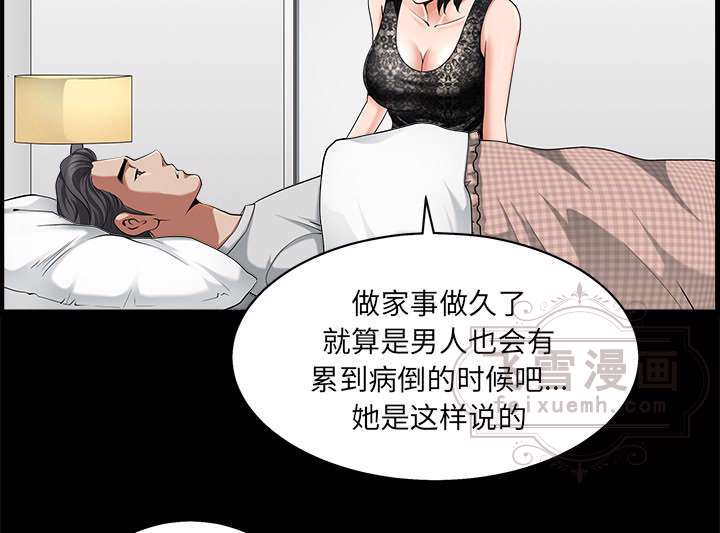 做家事做久了
就算是男人也会有
累到病倒的时候吧...
她是这样说的
飞雪漫画
feixuemh.com